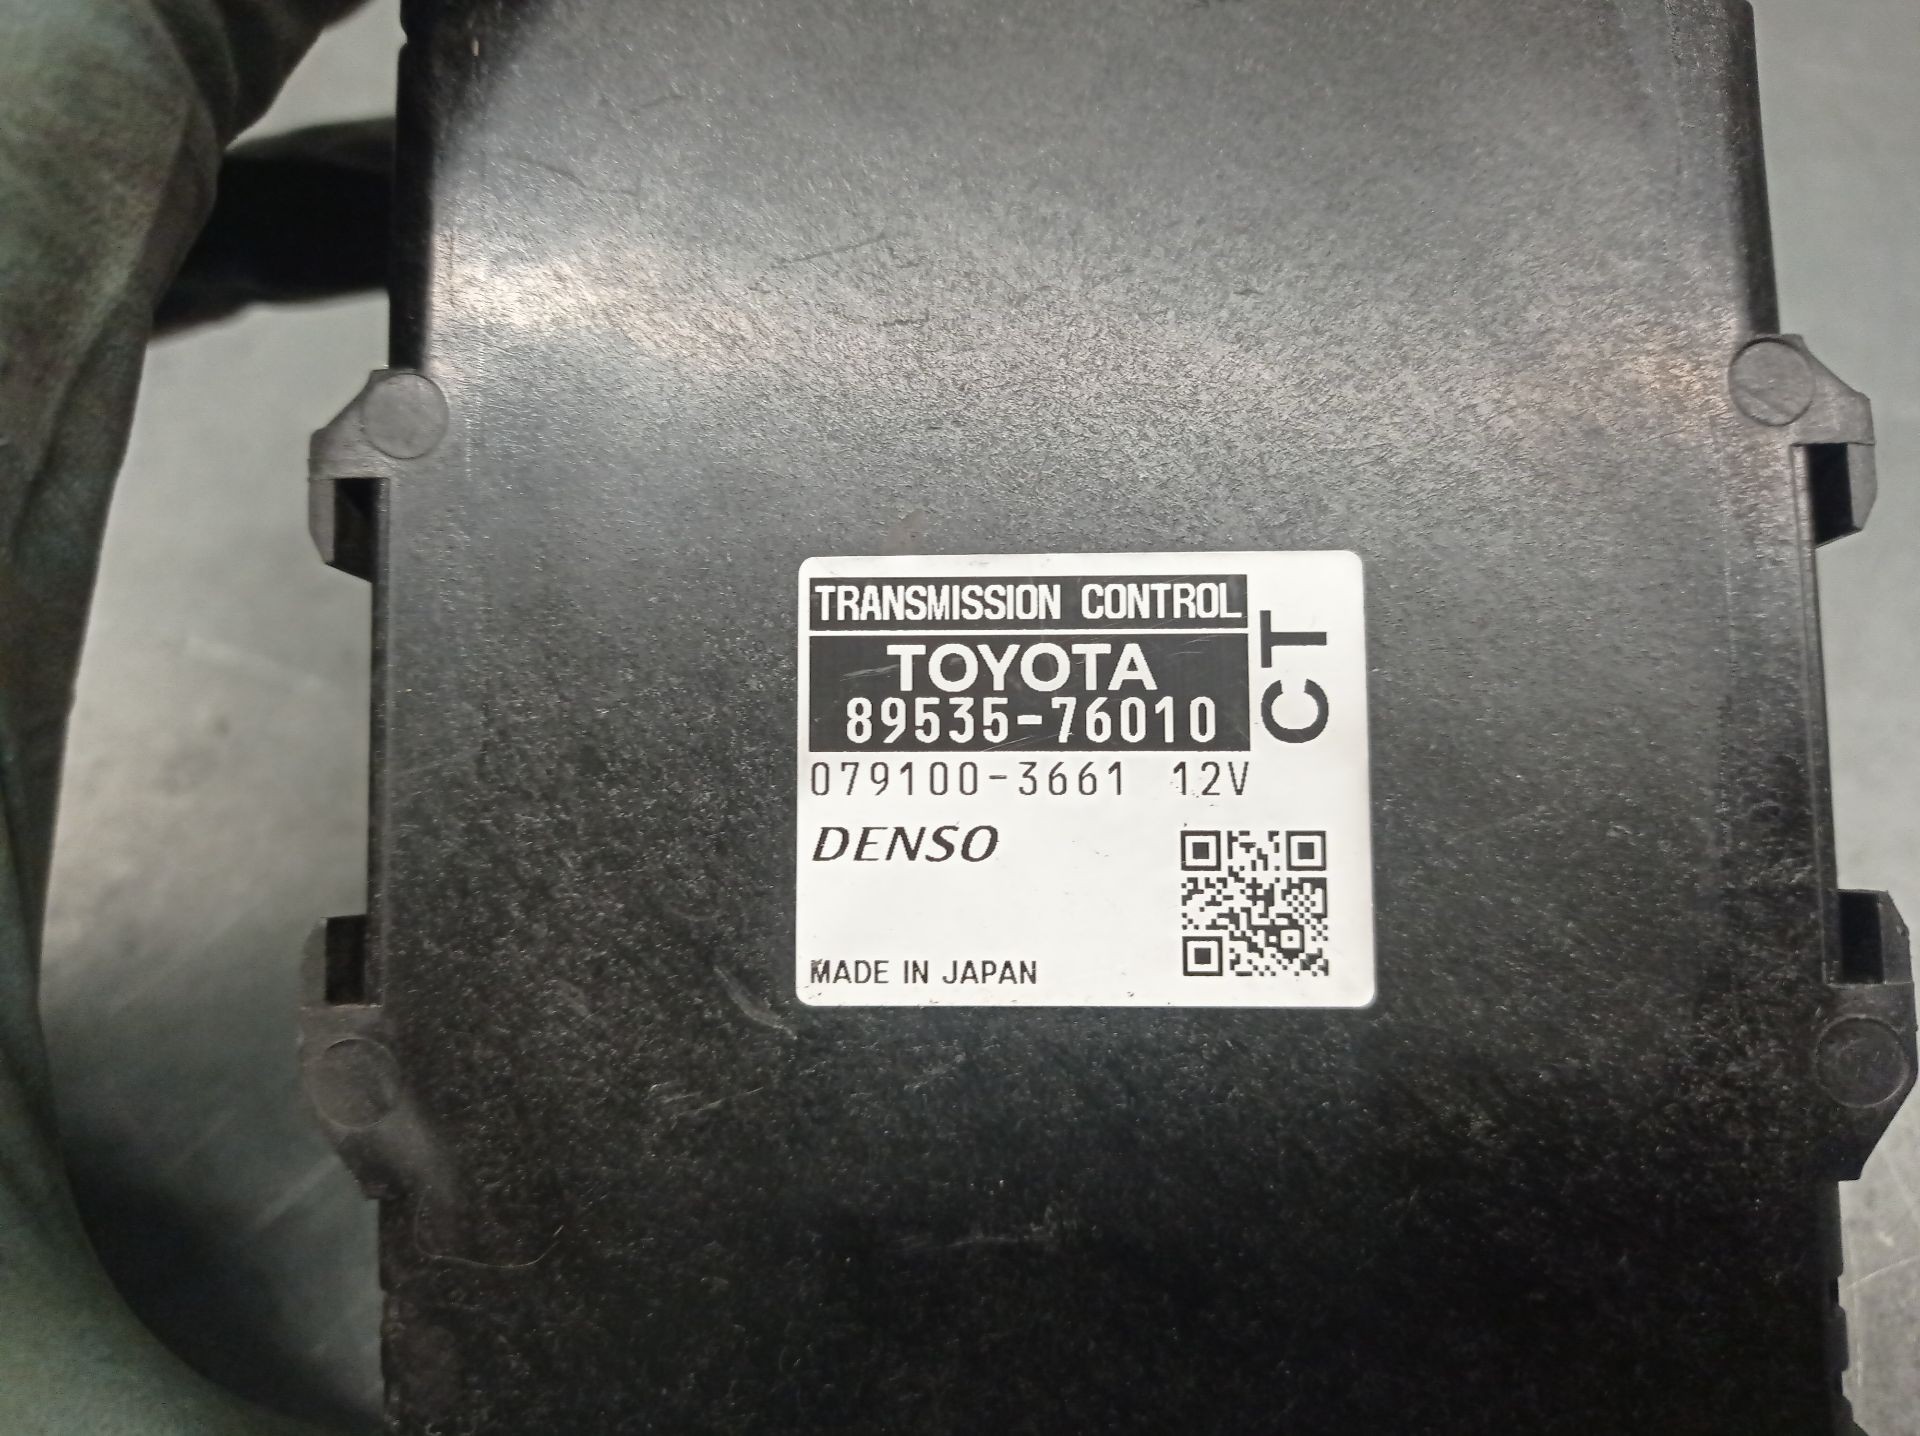 TRANSMISSION CONTROL
TOYOTA
89535-76010
CT
079100-3661 12V
DENSO
MADE IN JAPAN